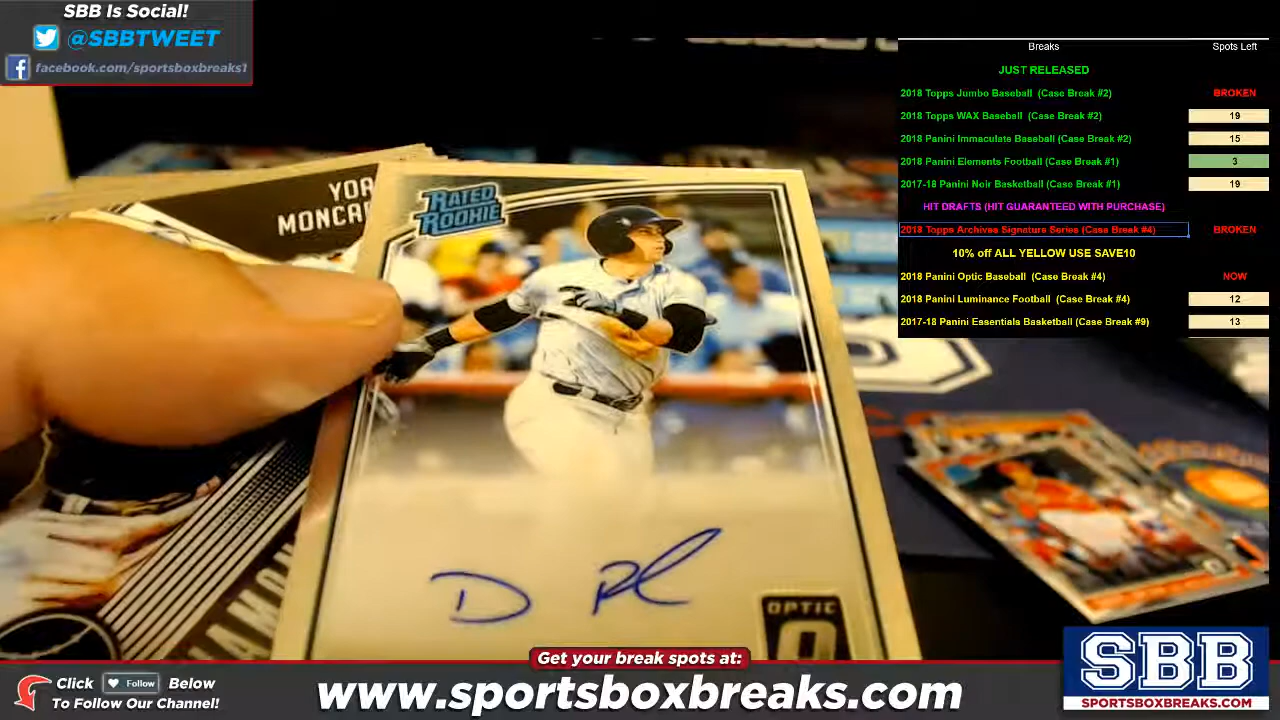 SBB Is Social!
@SBBTWEET
facebook.com/sportsboxbreaks1
Breaks Spots Left
JUST RELEASED
2018 Topps Jumbo Baseball (Case Break #2) BROKEN
2018 Topps WAX Baseball (Case Break #2) 19
2018 Panini Immaculate Baseball (Case Break #2) 15
2018 Panini Elements Football (Case Break #1) 3
2017-18 Panini Noir Basketball (Case Break #1) 19
HIT DRAFTS (HIT GUARANTEED WITH PURCHASE)
2018 Topps Archives Signature Series (Case Break #4) BROKEN
10% off ALL YELLOW USE SAVE10
2018 Panini Optic Baseball (Case Break #4) NOW
2018 Panini Luminance Football (Case Break #4) 12
2017-18 Panini Essentials Basketball (Case Break #9) 13
YOA
MONCA
RATED
ROOKIE
OPTIC
Get your break spots at:
Click Follow Below
To Follow Our Channel!
www.sportsboxbreaks.com
SBB
SPORTSBOXBREAKS.COM